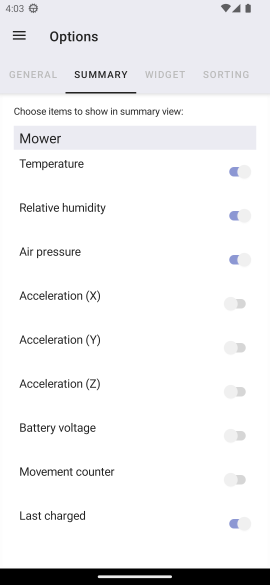 4:03
Options
GENERAL SUMMARY WIDGET SORTING
Choose items to show in summary view:
Mower
Temperature
Relative humidity
Air pressure
Acceleration (X)
Acceleration (Y)
Acceleration (Z)
Battery voltage
Movement counter
Last charged